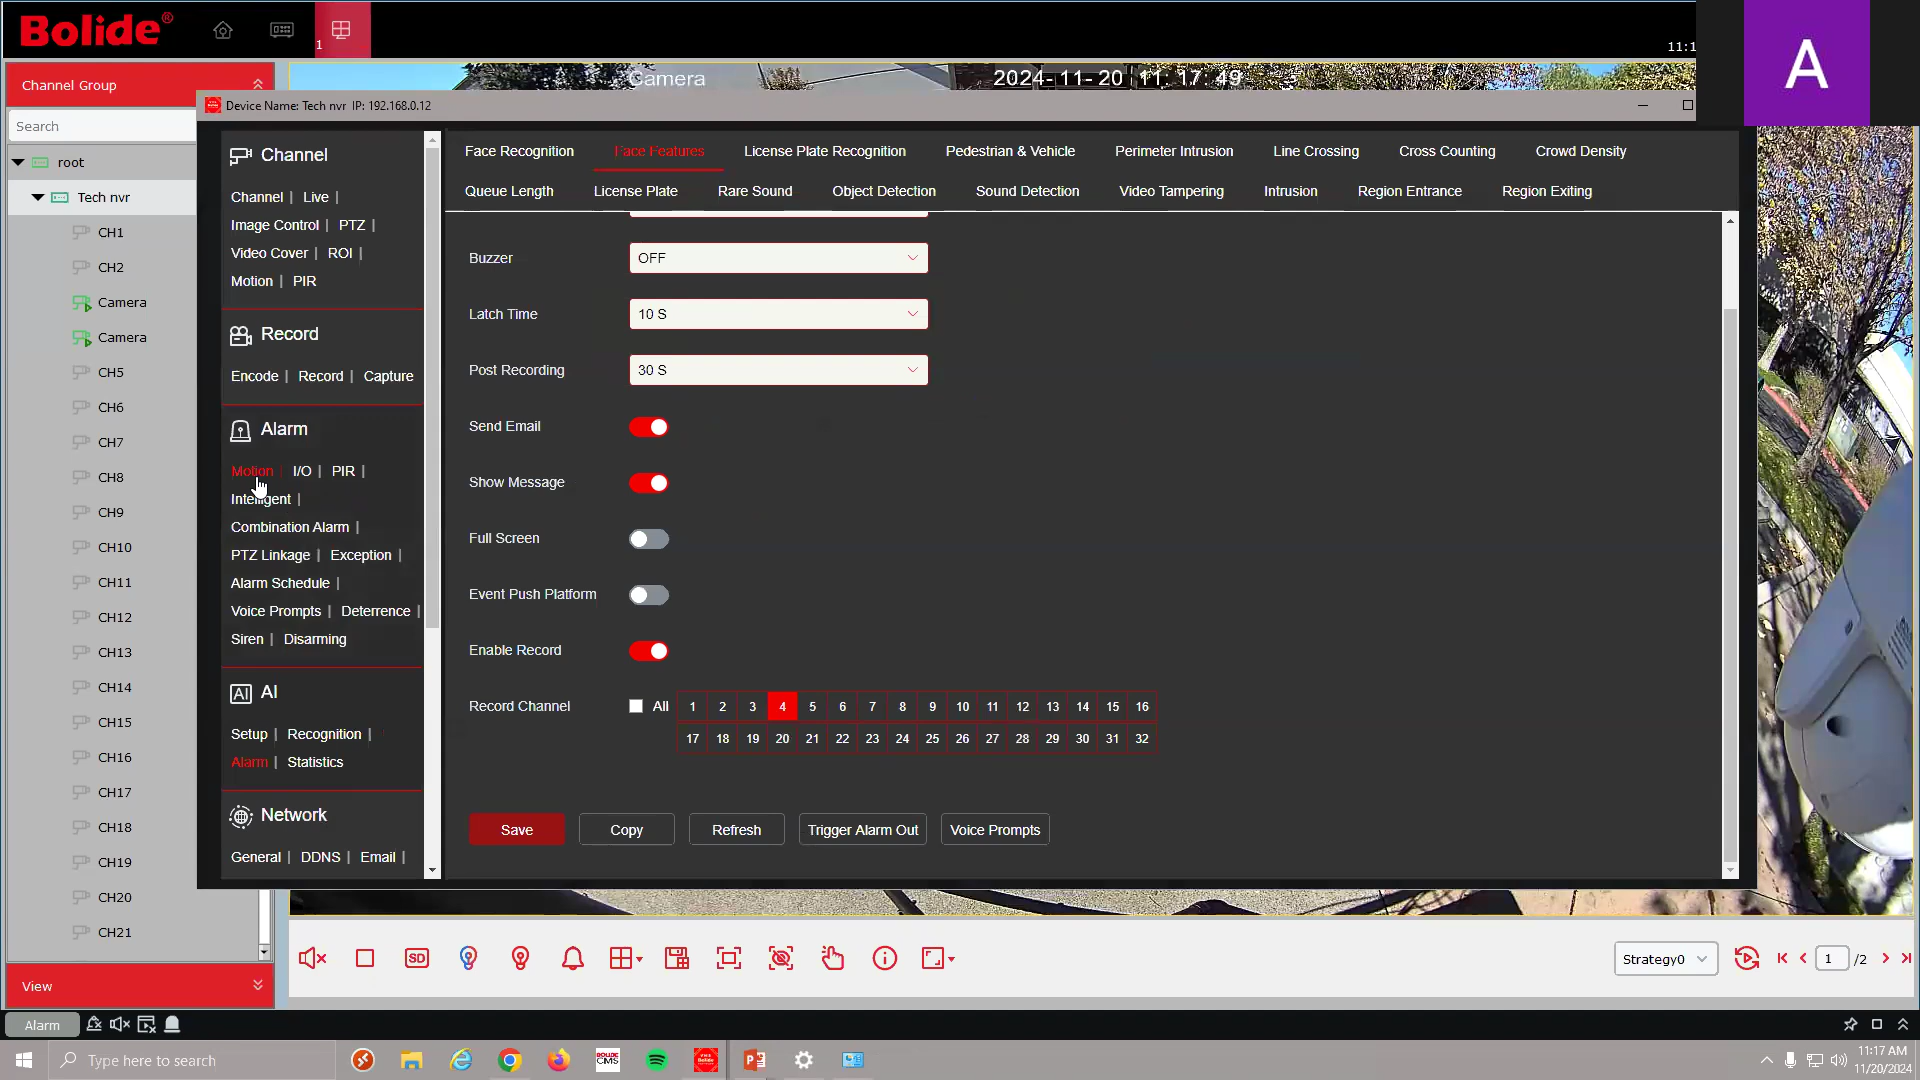 Bolide®
1
11:1
A
Channel Group
Camera
2024-11-20 11:17:49
Device Name: Tech nvr IP: 192.168.0.12
Search
root
Tech nvr
CH1
CH2
Camera
Camera
CH5
CH6
CH7
CH8
CH9
CH10
CH11
CH12
CH13
CH14
CH15
CH16
CH17
CH18
CH19
CH20
CH21
View
Channel
Channel | Live |
Image Control | PTZ |
Video Cover | ROI |
Motion | PIR
Record
Encode | Record | Capture
Alarm
Motion | I/O | PIR |
Intelligent |
Combination Alarm |
PTZ Linkage | Exception |
Alarm Schedule |
Voice Prompts | Deterrence |
Siren | Disarming
AI AI
Setup | Recognition |
Alarm | Statistics
Network
General | DDNS | Email |
Face Recognition Face Features License Plate Recognition Pedestrian & Vehicle Perimeter Intrusion Line Crossing Cross Counting Crowd Density
Queue Length License Plate Rare Sound Object Detection Sound Detection Video Tampering Intrusion Region Entrance Region Exiting
Buzzer OFF
Latch Time 10 S
Post Recording 30 S
Send Email
Show Message
Full Screen
Event Push Platform
Enable Record
Record Channel All 1 2 3 4 5 6 7 8 9 10 11 12 13 14 15 16
17 18 19 20 21 22 23 24 25 26 27 28 29 30 31 32
Save Copy Refresh Trigger Alarm Out Voice Prompts
SD
Strategy0
1 /2
Alarm
Type here to search
BOLIDE CMS
11:17 AM
11/20/2024